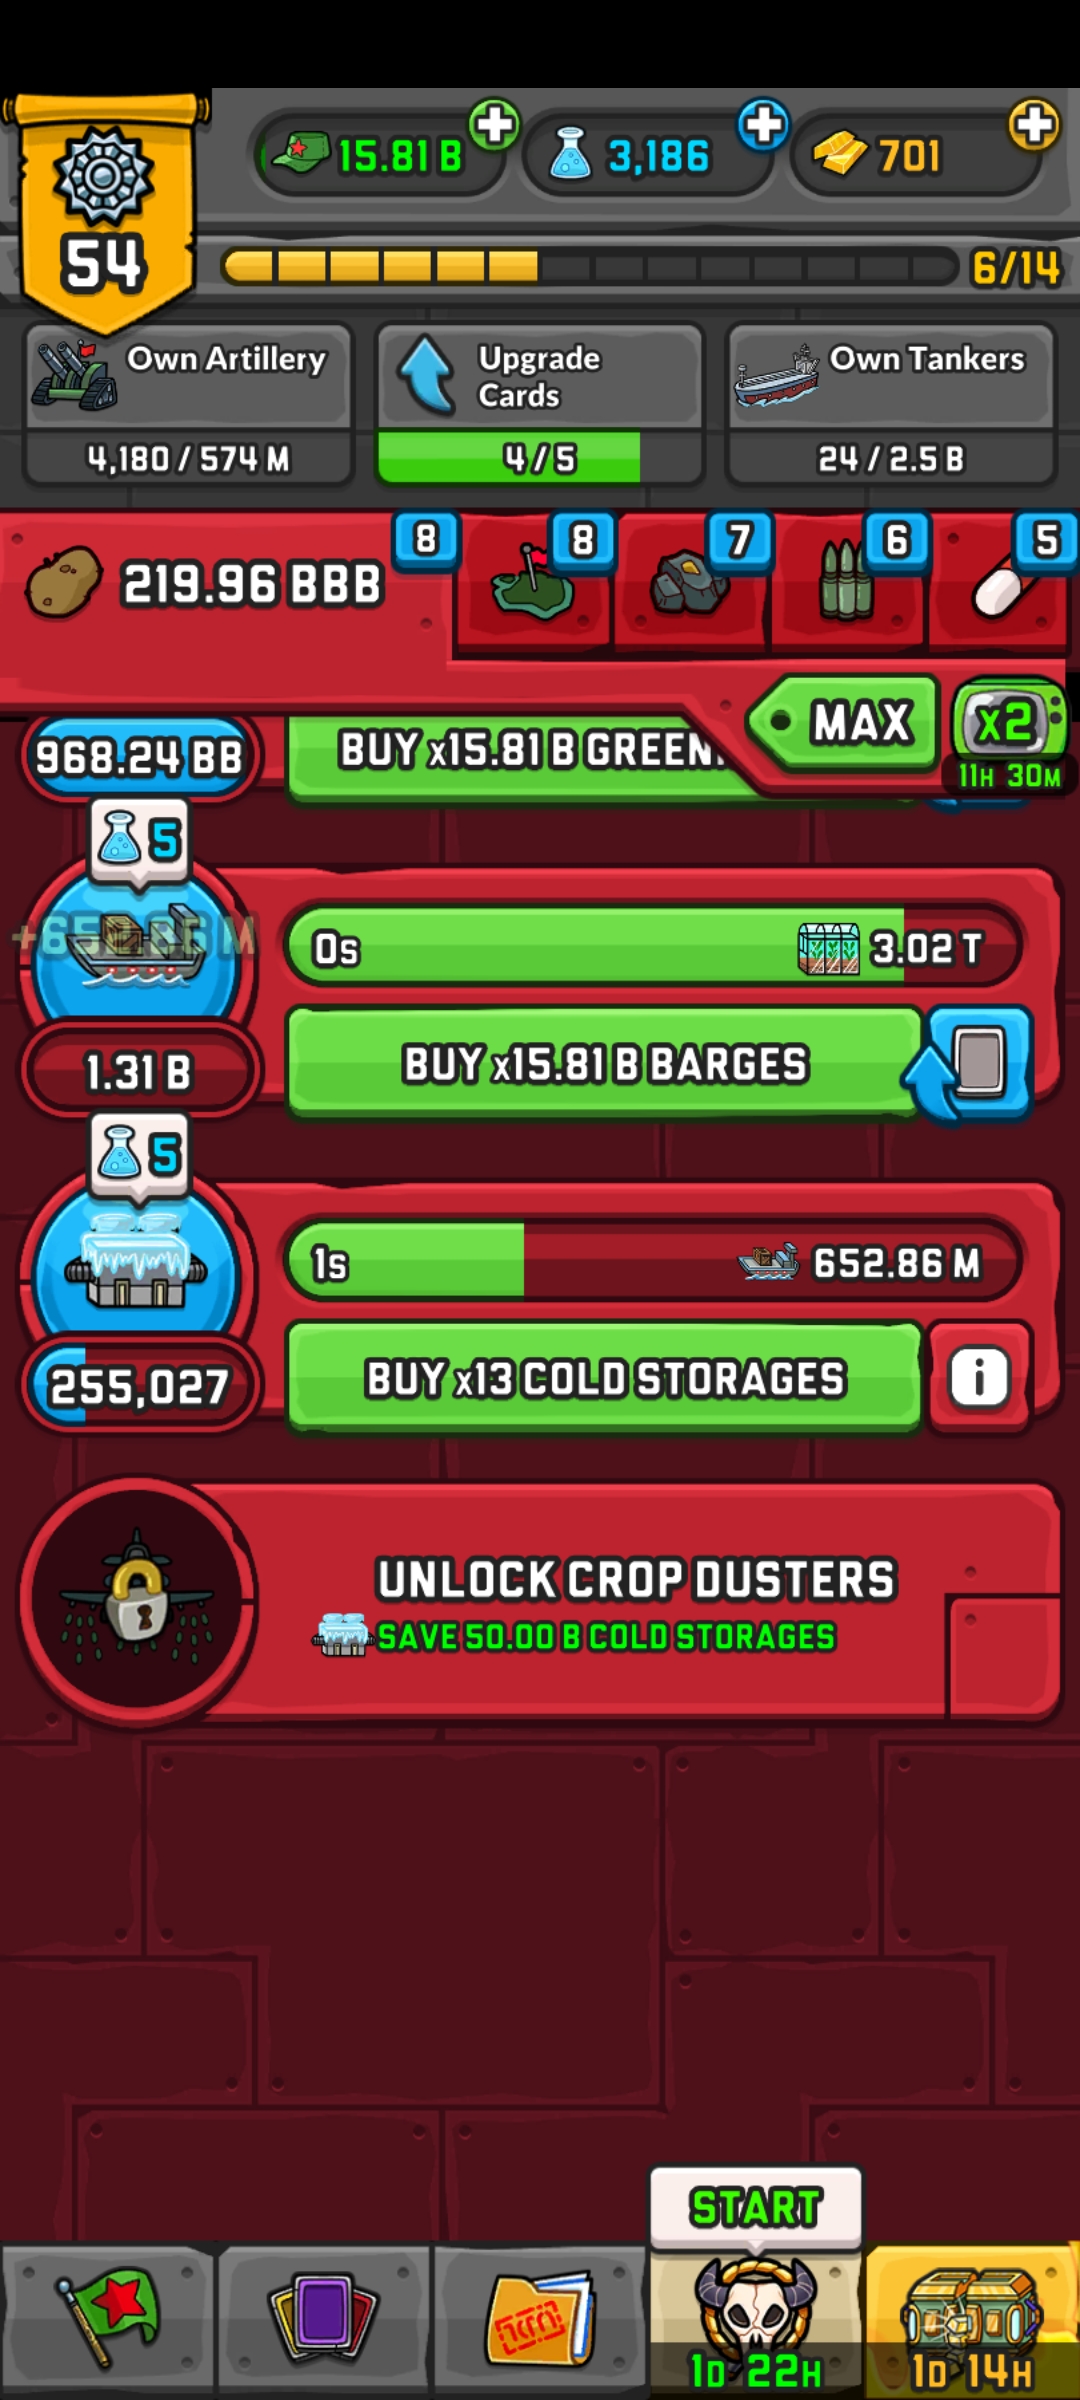 15.81 B
3,186
701
54
6/14
Own Artillery
4,180 / 574 M
Upgrade
Cards
4 / 5
Own Tankers
24 / 2.5 B
219.96 BBB
8
8
7
6
5
MAX
x2
11H 30M
968.24 BB
BUY x15.81 B GREEN
5
+652.86 M
0s
3.02 T
1.31 B
BUY x15.81 B BARGES
5
1s
652.86 M
255,027
BUY x13 COLD STORAGES
i
UNLOCK CROP DUSTERS
SAVE 50.00 B COLD STORAGES
START
1D 22H
1D 14H